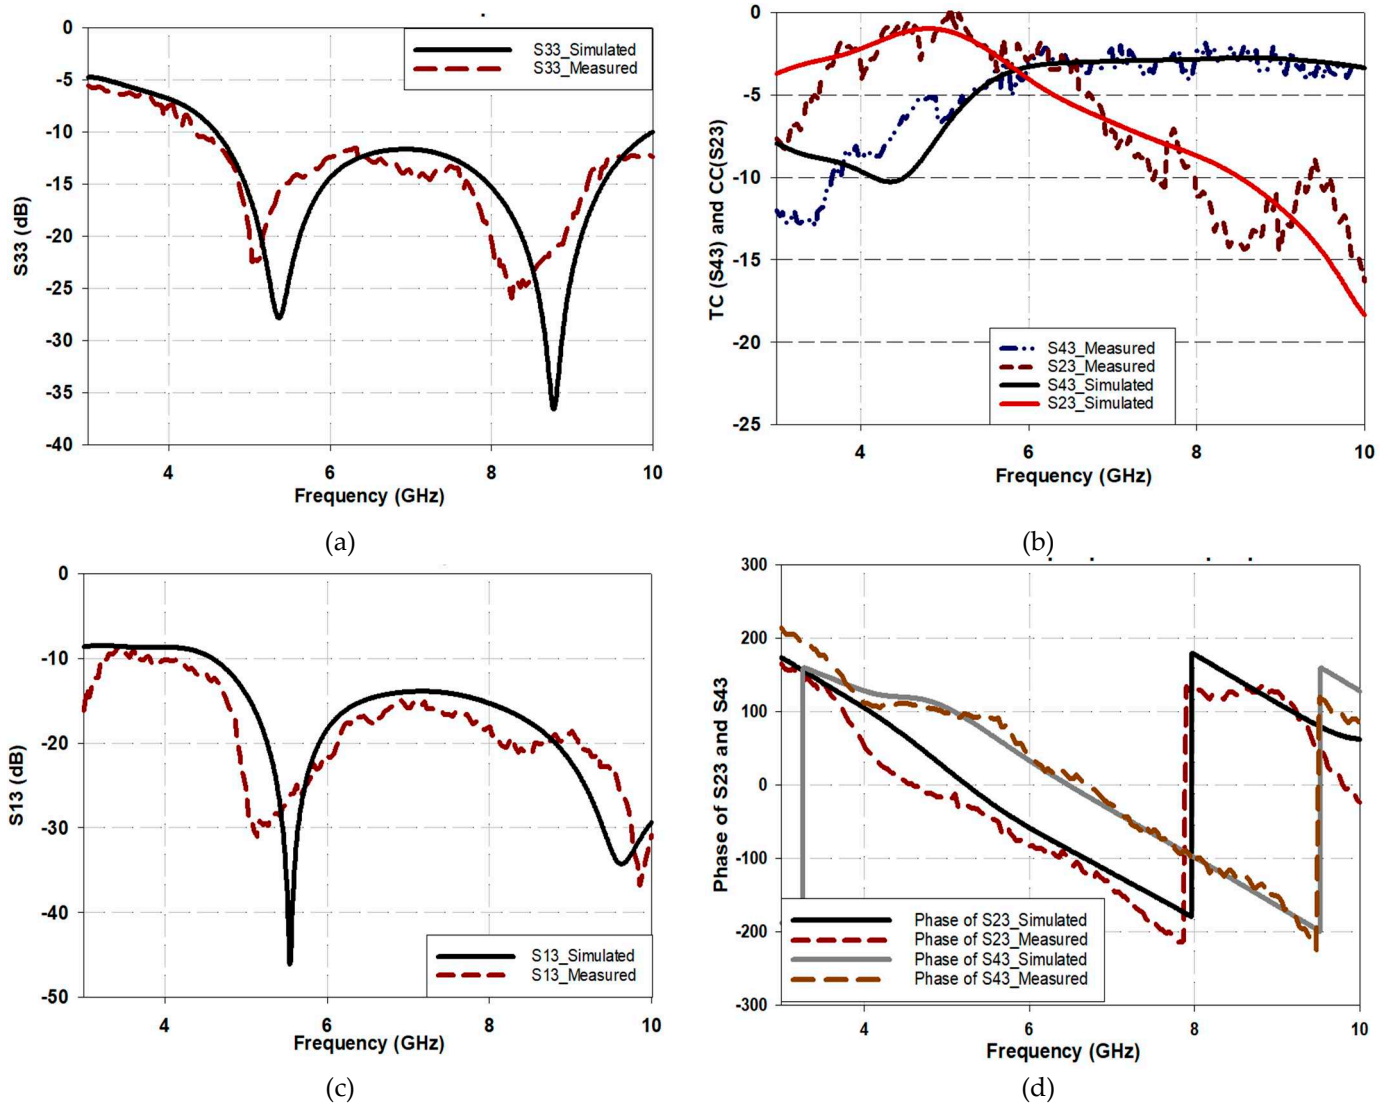 0
-5
-10
-15
-20
-25
-30
-35
-40
S33 (dB)
S33_Simulated
S33_Measured
4
6
8
10
Frequency (GHz)
(a)
0
-5
-10
-15
-20
-25
TC (S43) and CC(S23)
S43_Measured
S23_Measured
S43_Simulated
S23_Simulated
4
6
8
10
Frequency (GHz)
(b)
0
-10
-20
-30
-40
-50
S13 (dB)
S13_Simulated
S13_Measured
4
6
8
10
Frequency (GHz)
(c)
300
200
100
0
-100
-200
-300
Phase of S23 and S43
Phase of S23_Simulated
Phase of S23_Measured
Phase of S43_Simulated
Phase of S43_Measured
4
6
8
10
Frequency (GHz)
(d)